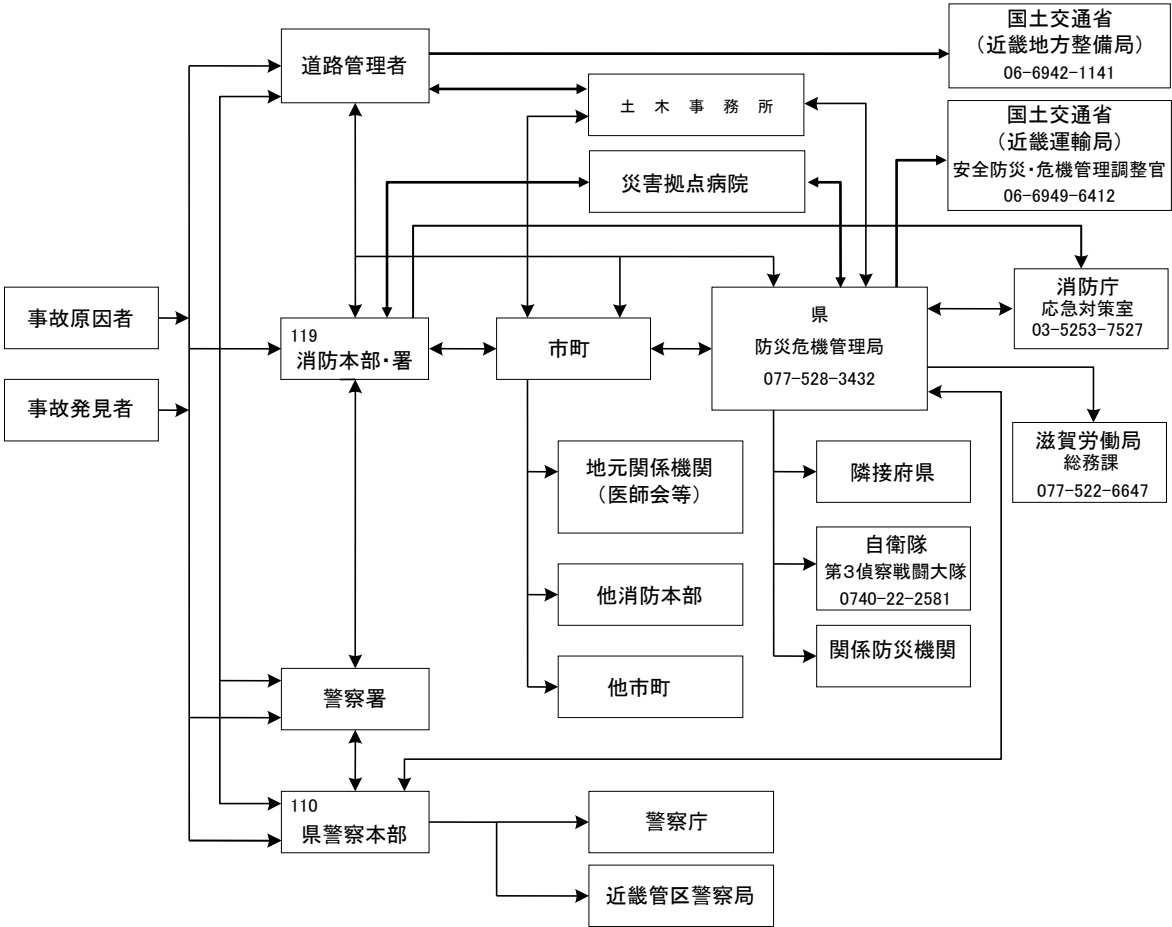 国土交通省
（近畿地方整備局）
06-6942-1141
道路管理者
土木事務所
国土交通省
（近畿運輸局）
安全防災・危機管理調整官
06-6949-6412
災害拠点病院
事故原因者
119
消防本部・署
市町
県
防災危機管理局
077-528-3432
消防庁
応急対策室
03-5253-7527
事故発見者
滋賀労働局
総務課
077-522-6647
地元関係機関
（医師会等）
隣接府県
他消防本部
自衛隊
第3偵察戦闘大隊
0740-22-2581
関係防災機関
他市町
警察署
110
県警察本部
警察庁
近畿管区警察局